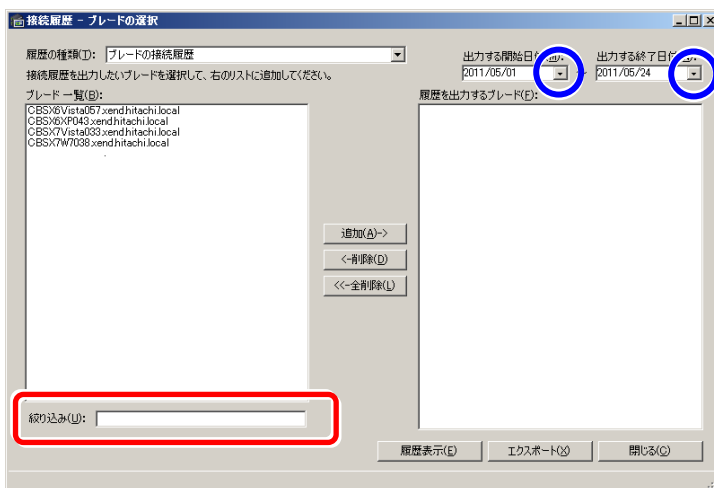 接続履歴 - ブレードの選択
履歴の種類(T): ブレードの接続履歴
出力する開始日付(M): 出力する終了日付
接続履歴を出力したいブレードを選択して、右のリストに追加してください。
2011/05/01 ～ 2011/05/24
ブレード一覧(B): 履歴を出力するブレード(F):
CBSX6Vista057.xend.hitachi.local
CBSX6XP043.xend.hitachi.local
CBSX7Vista033.xend.hitachi.local
CBSX7W7038.xend.hitachi.local
追加(A)->
<-削除(D)
<<-全削除(L)
絞り込み(U):
履歴表示(E) エクスポート(X) 閉じる(C)